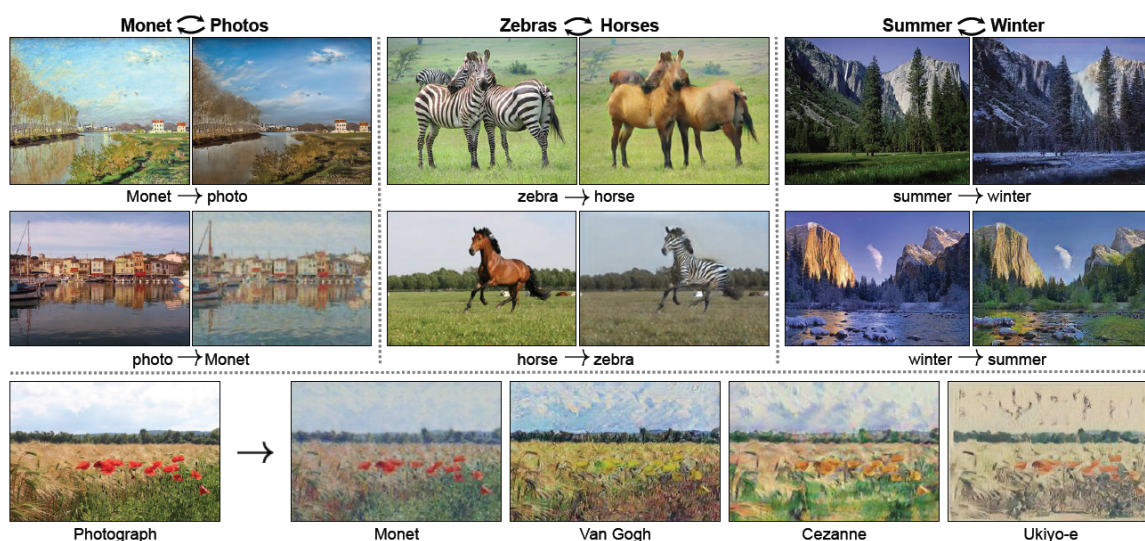 Monet ⇄ Photos
Zebras ⇄ Horses
Summer ⇄ Winter
Monet → photo
zebra → horse
summer → winter
photo → Monet
horse → zebra
winter → summer
Photograph
Monet
Van Gogh
Cezanne
Ukiyo-e